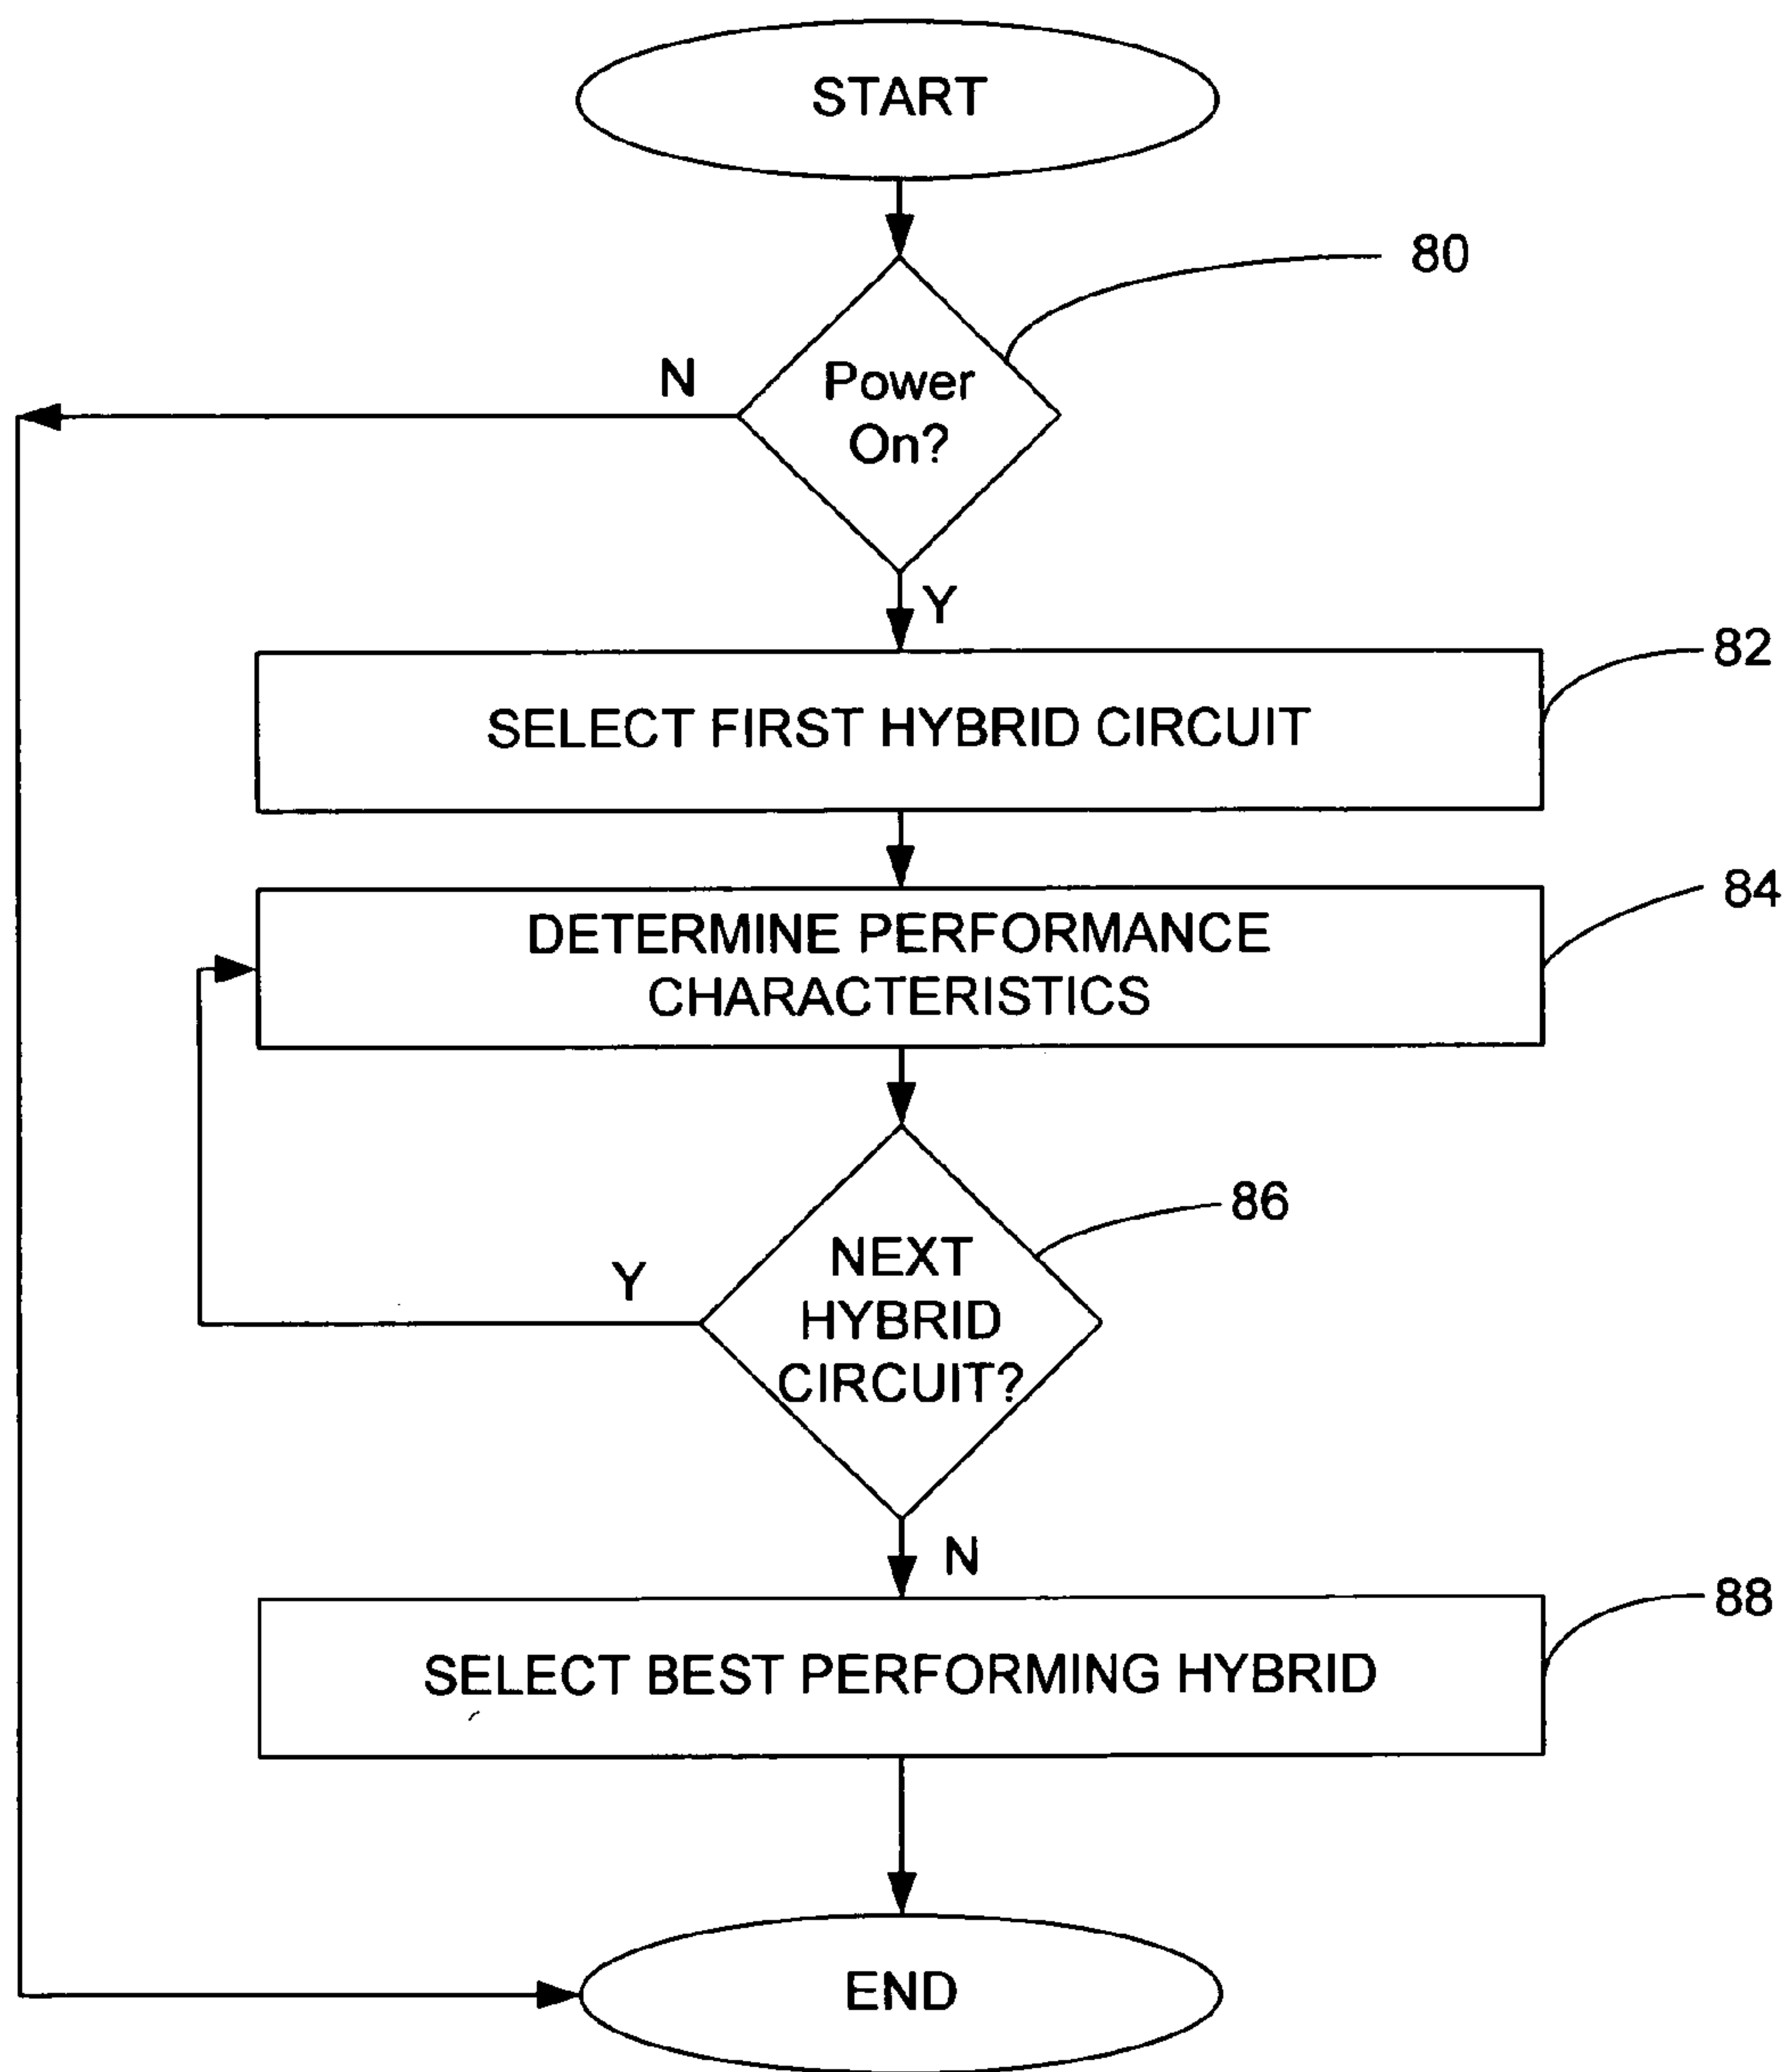 START
80
N
Power
On?
Y
82
SELECT FIRST HYBRID CIRCUIT
84
DETERMINE PERFORMANCE
CHARACTERISTICS
86
NEXT
Y
HYBRID
CIRCUIT?
N
88
SELECT BEST PERFORMING HYBRID
END